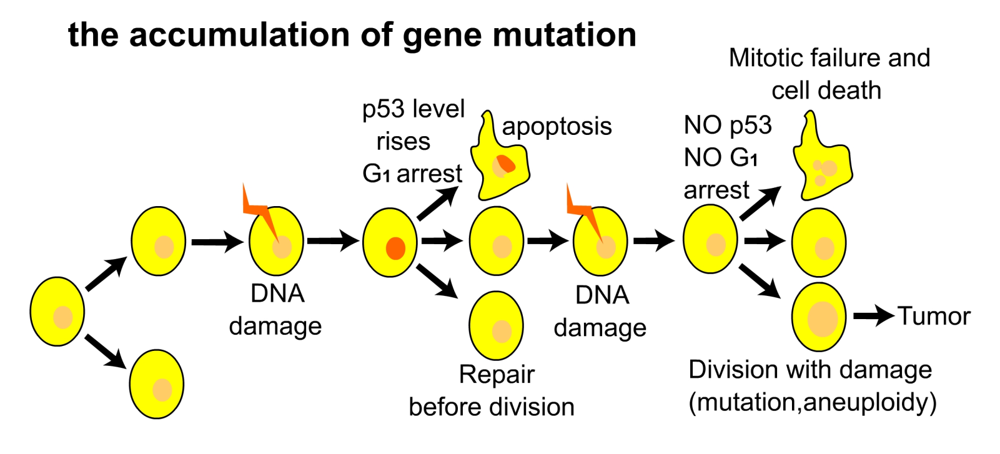 the accumulation of gene mutation
Mitotic failure and
cell death
p53 level
rises
G1 arrest
apoptosis
NO p53
NO G1
arrest
DNA
damage
DNA
damage
Tumor
Repair
before division
Division with damage
(mutation,aneuploidy)